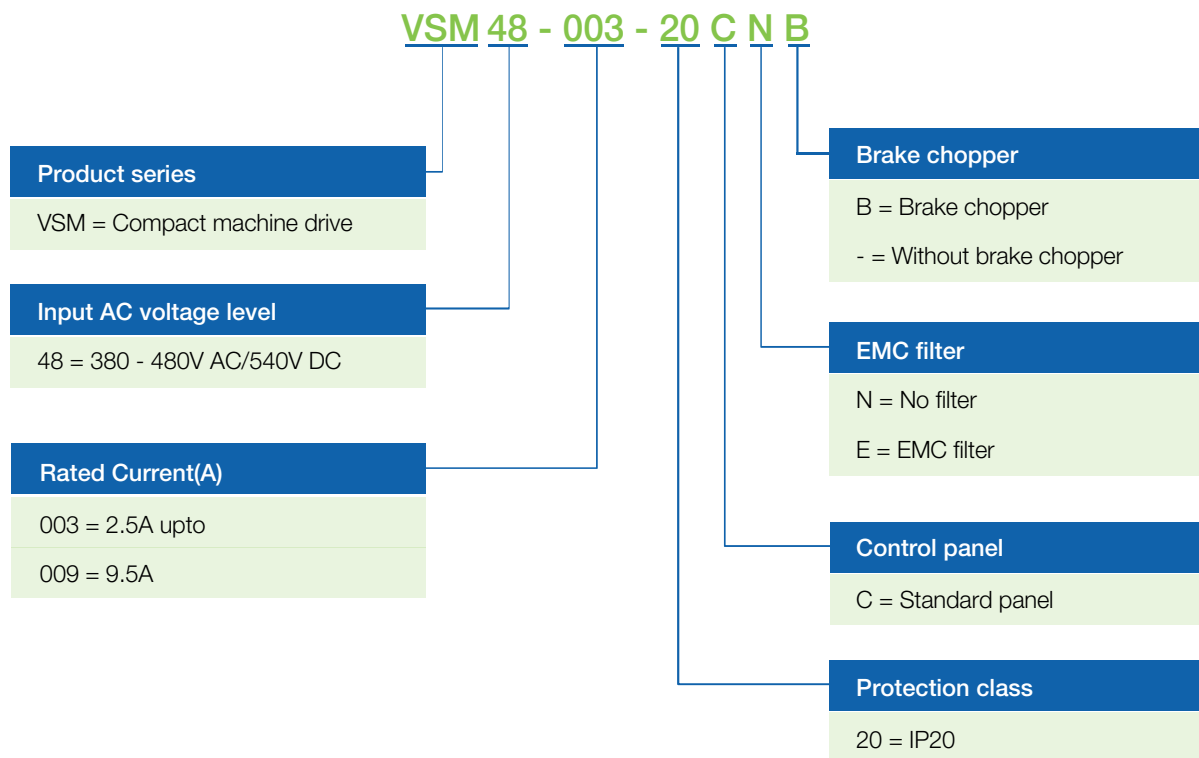 VSM 48 - 003 - 20 C N B
Product series
VSM = Compact machine drive
Input AC voltage level
48 = 380 - 480V AC/540V DC
Rated Current(A)
003 = 2.5A upto
009 = 9.5A
Brake chopper
B = Brake chopper
- = Without brake chopper
EMC filter
N = No filter
E = EMC filter
Control panel
C = Standard panel
Protection class
20 = IP20